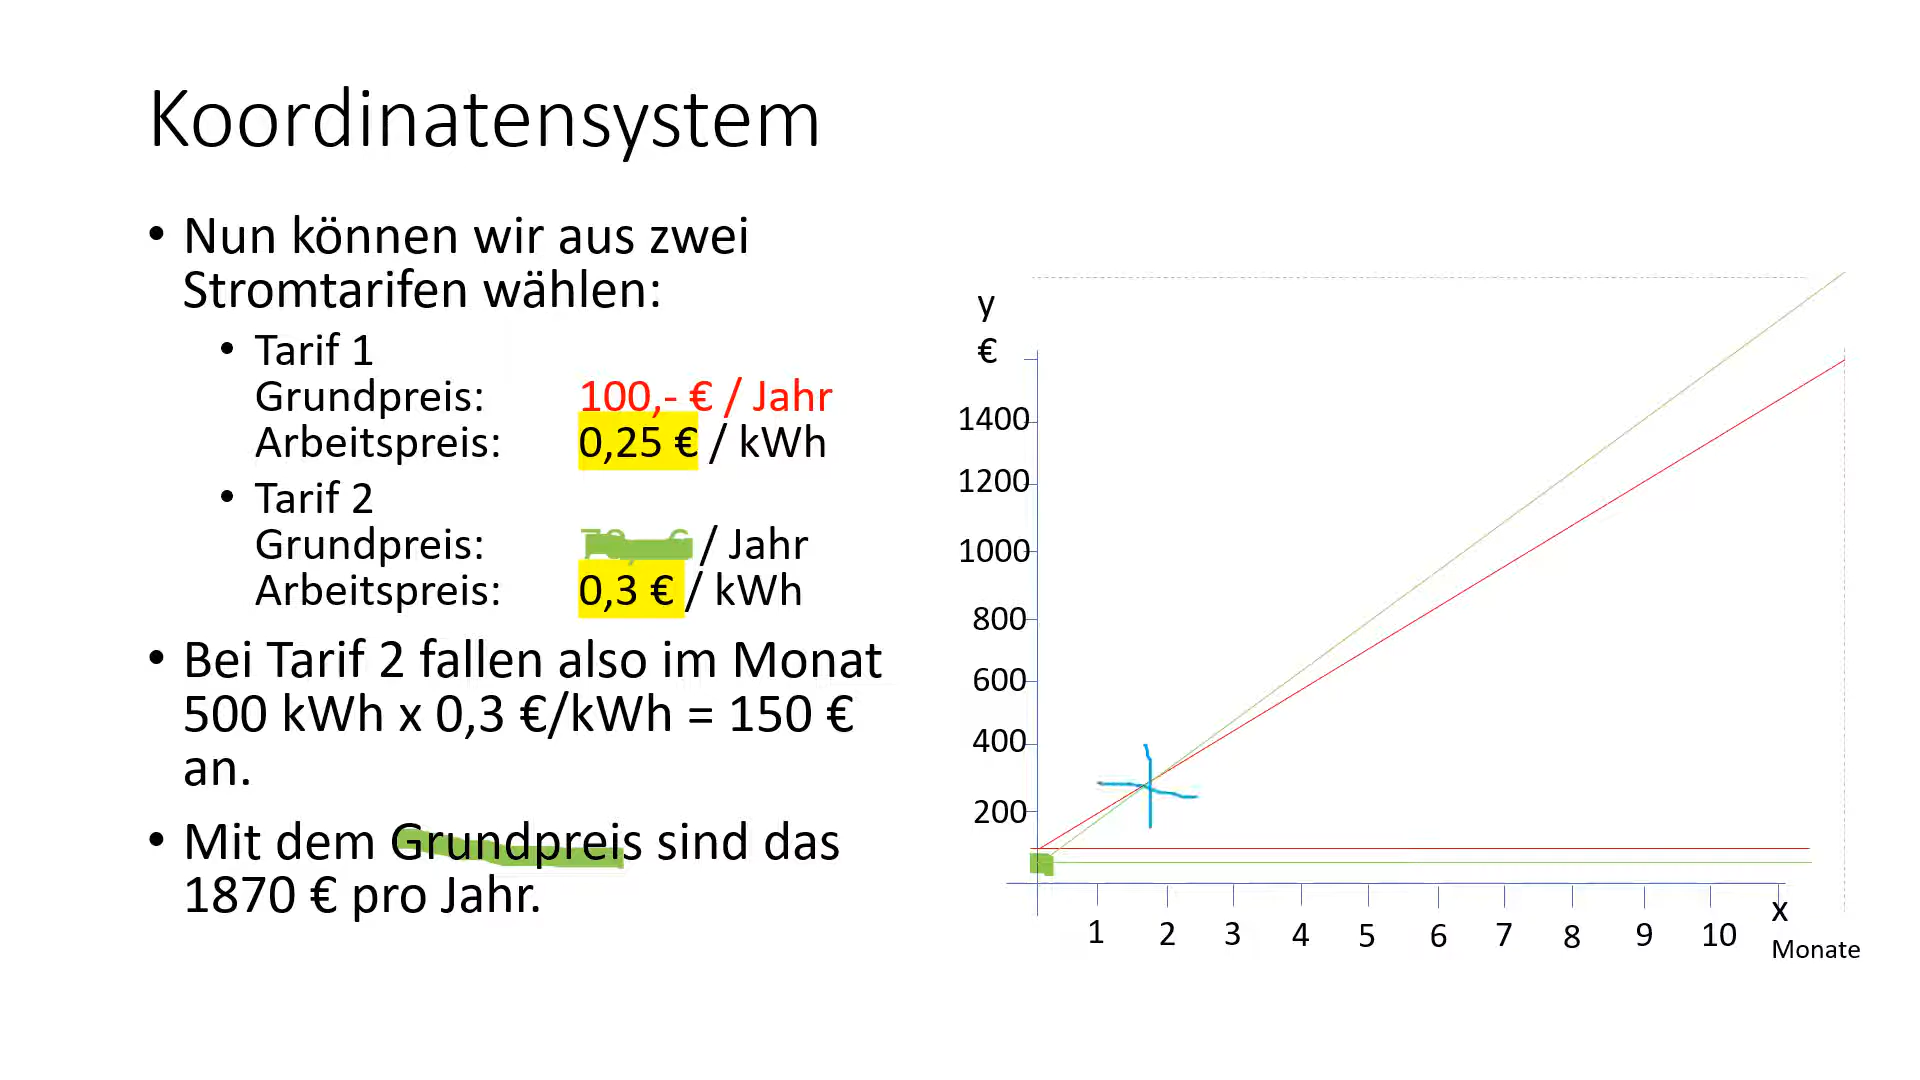 Koordinatensystem
• Nun können wir aus zwei
Stromtarifen wählen:
• Tarif 1
Grundpreis: 100,- € / Jahr
Arbeitspreis: 0,25 € / kWh
• Tarif 2
Grundpreis: / Jahr
Arbeitspreis: 0,3 € / kWh
• Bei Tarif 2 fallen also im Monat
500 kWh x 0,3 €/kWh = 150 €
an.
• Mit dem Grundpreis sind das
1870 € pro Jahr.
y
€
1400
1200
1000
800
600
400
200
1 2 3 4 5 6 7 8 9 10
x
Monate